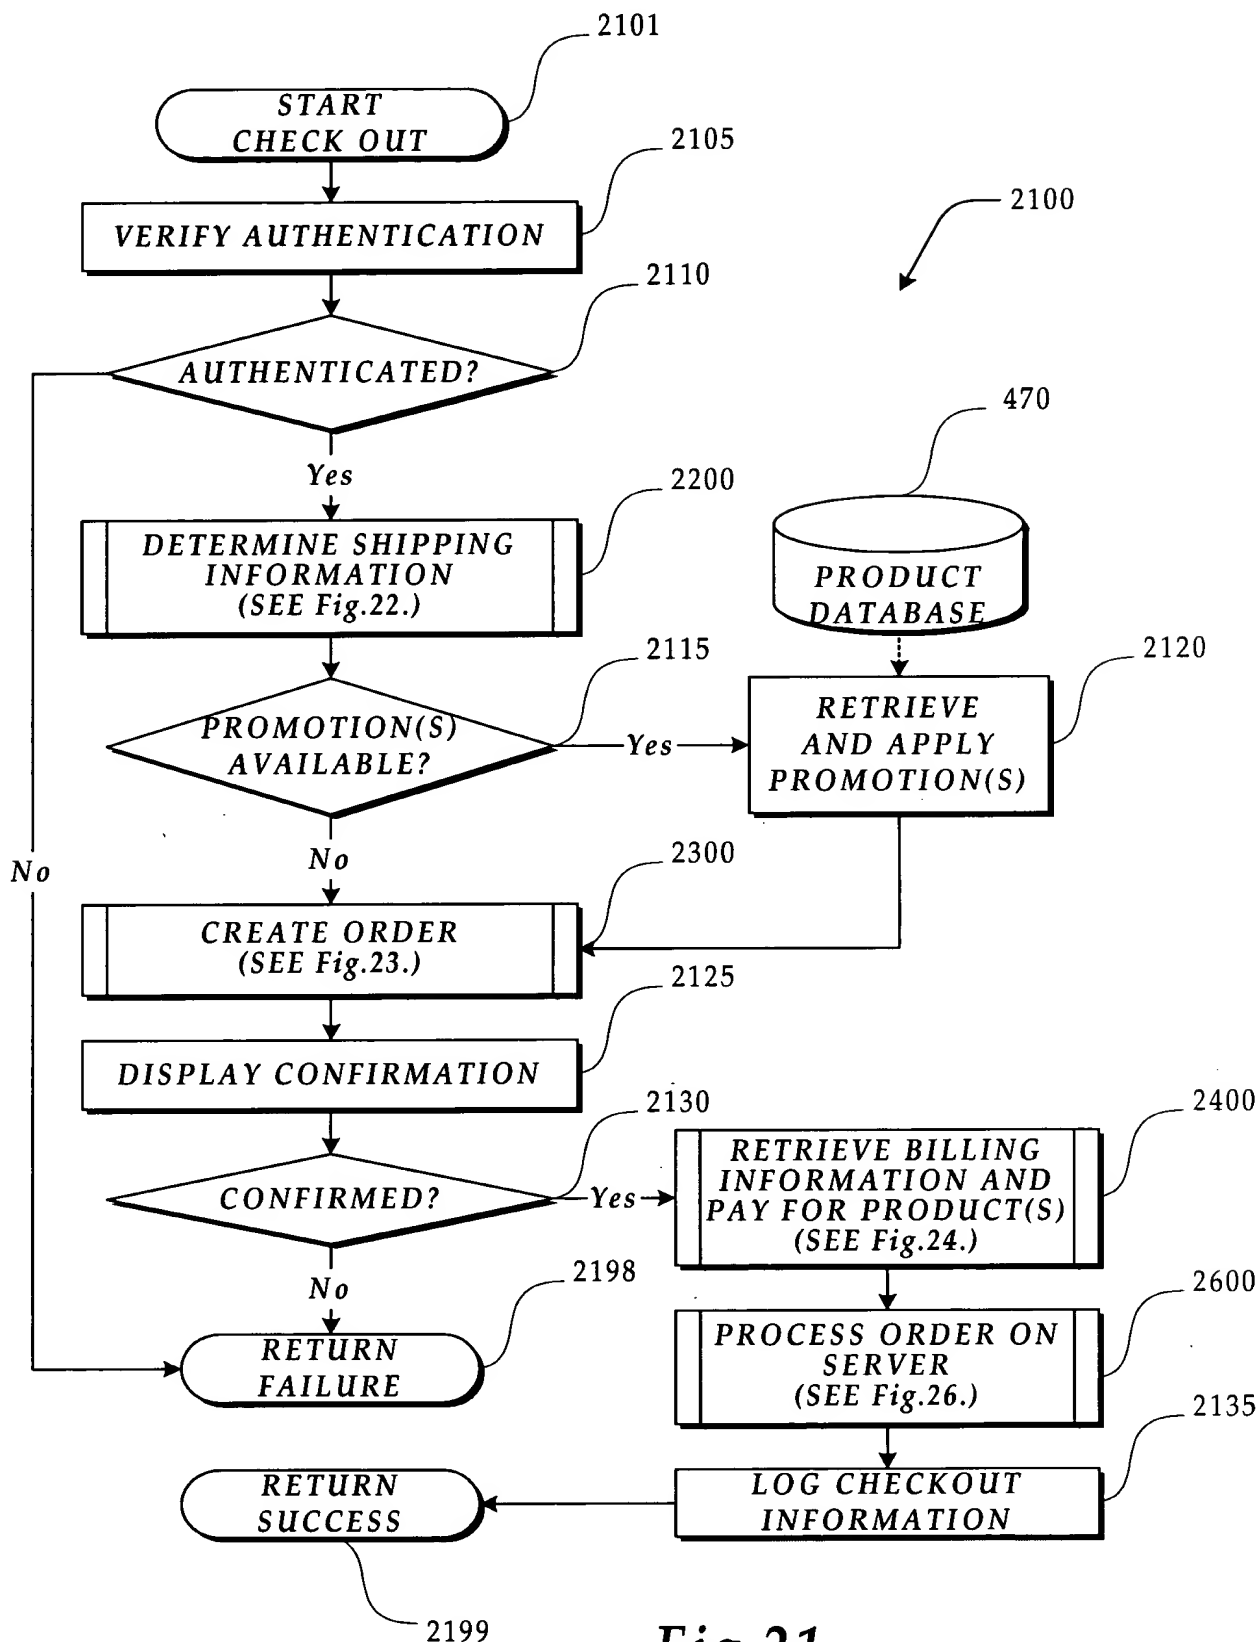 2101
START
CHECK OUT
2105
VERIFY AUTHENTICATION
2100
2110
AUTHENTICATED?
470
Yes
2200
DETERMINE SHIPPING
INFORMATION
(SEE Fig.22.)
PRODUCT
DATABASE
2115
2120
PROMOTION(S)
AVAILABLE?
Yes
RETRIEVE
AND APPLY
PROMOTION(S)
No
No
2300
CREATE ORDER
(SEE Fig.23.)
2125
DISPLAY CONFIRMATION
2130
2400
CONFIRMED?
Yes
RETRIEVE BILLING
INFORMATION AND
PAY FOR PRODUCT(S)
(SEE Fig.24.)
No
2198
2600
RETURN
FAILURE
PROCESS ORDER ON
SERVER
(SEE Fig.26.)
2135
RETURN
SUCCESS
LOG CHECKOUT
INFORMATION
2199
Fig.21.